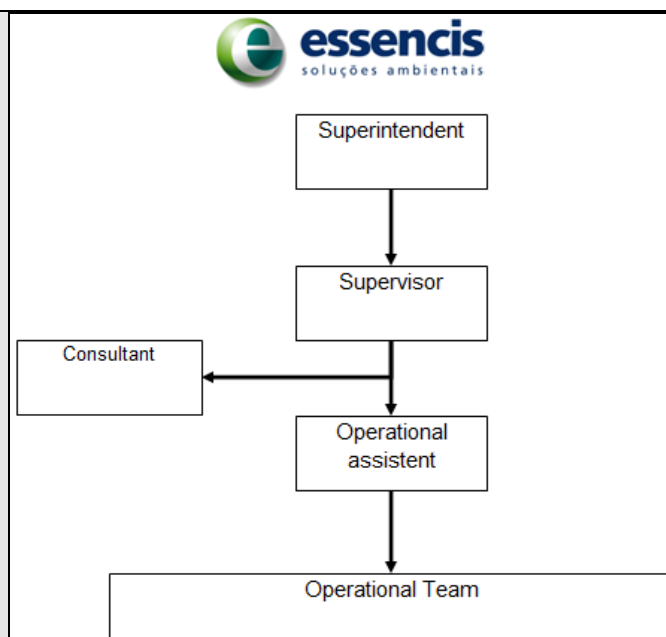 essencis
soluções ambientais
Superintendent
Supervisor
Consultant
Operational
assistent
Operational Team